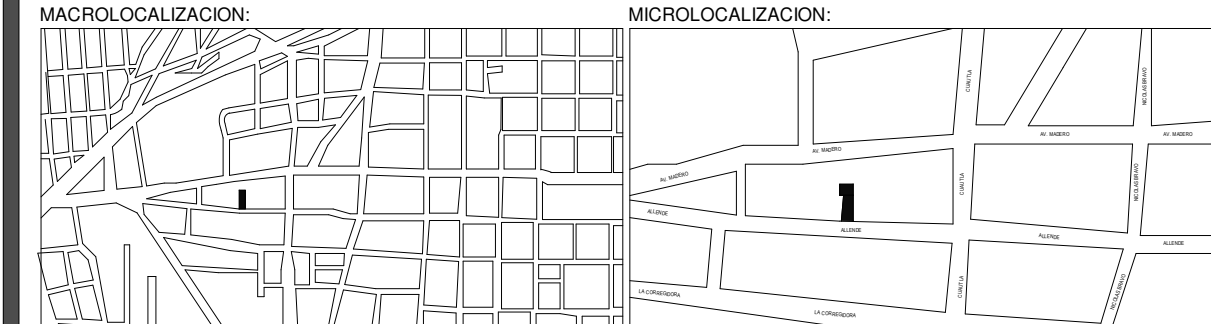 MACROLOCALIZACION:
MICROLOCALIZACION:
CUAUTLA
NICOLAS BRAVO
AV. MADERO
AV. MADERO
AV. MADERO
AV. MADERO
CUAUTLA
NICOLAS BRAVO
ALLENDE
ALLENDE
ALLENDE
ALLENDE
CUAUTLA
NICOLAS BRAVO
LA CORREGIDORA
LA CORREGIDORA